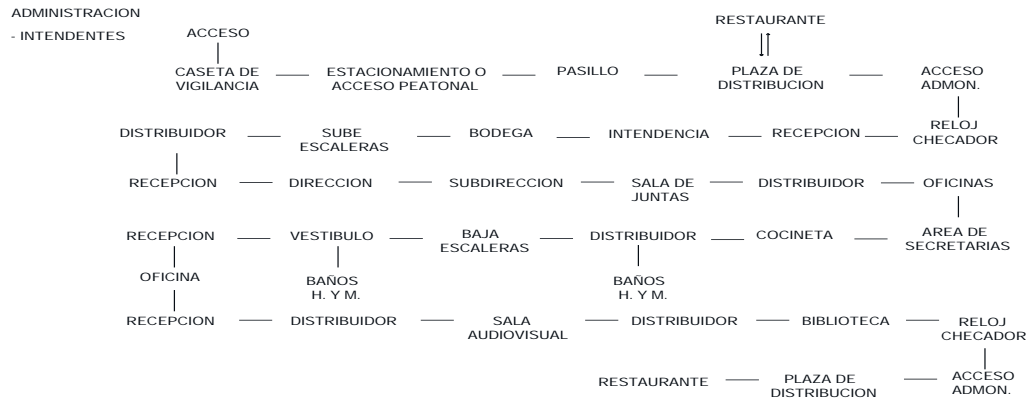 ADMINISTRACION
- INTENDENTES
ACCESO
RESTAURANTE
CASETA DE
VIGILANCIA
ESTACIONAMIENTO O
ACCESO PEATONAL
PASILLO
PLAZA DE
DISTRIBUCION
ACCESO
ADMON.
DISTRIBUIDOR
SUBE
ESCALERAS
BODEGA
INTENDENCIA
RECEPCION
RELOJ
CHECADOR
RECEPCION
DIRECCION
SUBDIRECCION
SALA DE
JUNTAS
DISTRIBUIDOR
OFICINAS
RECEPCION
VESTIBULO
BAJA
ESCALERAS
DISTRIBUIDOR
COCINETA
AREA DE
SECRETARIAS
OFICINA
BAÑOS
H. Y M.
BAÑOS
H. Y M.
RECEPCION
DISTRIBUIDOR
SALA
AUDIOVISUAL
DISTRIBUIDOR
BIBLIOTECA
RELOJ
CHECADOR
RESTAURANTE
PLAZA DE
DISTRIBUCION
ACCESO
ADMON.